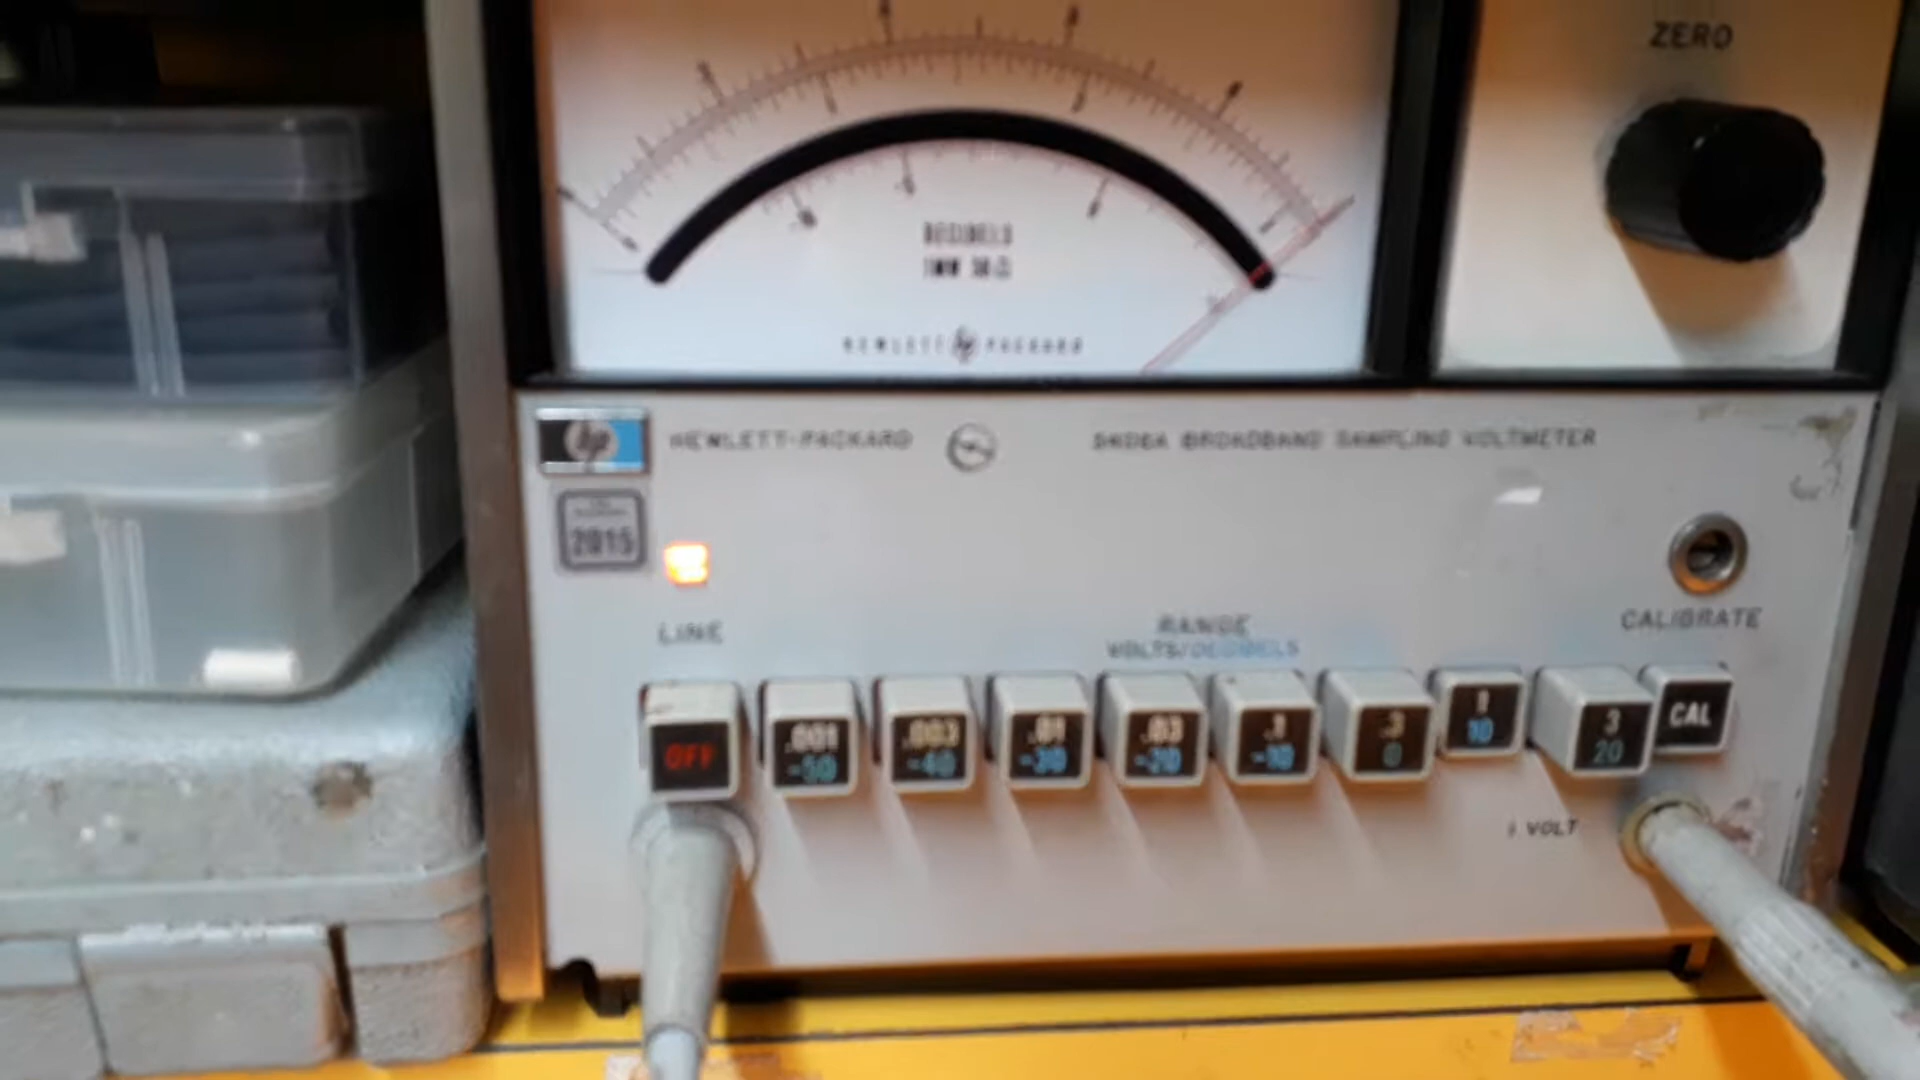 ZERO
DECIBELS
1MW 50Ω
HEWLETT hp PACKARD
hp HEWLETT-PACKARD
3406A BROADBAND SAMPLING VOLTMETER
2015
LINE
RANGE
VOLTS/DECIBELS
CALIBRATE
OFF
.001
-50
.003
-40
.01
-30
.03
-20
.1
-10
.3
0
1
10
3
20
CAL
1 VOLT